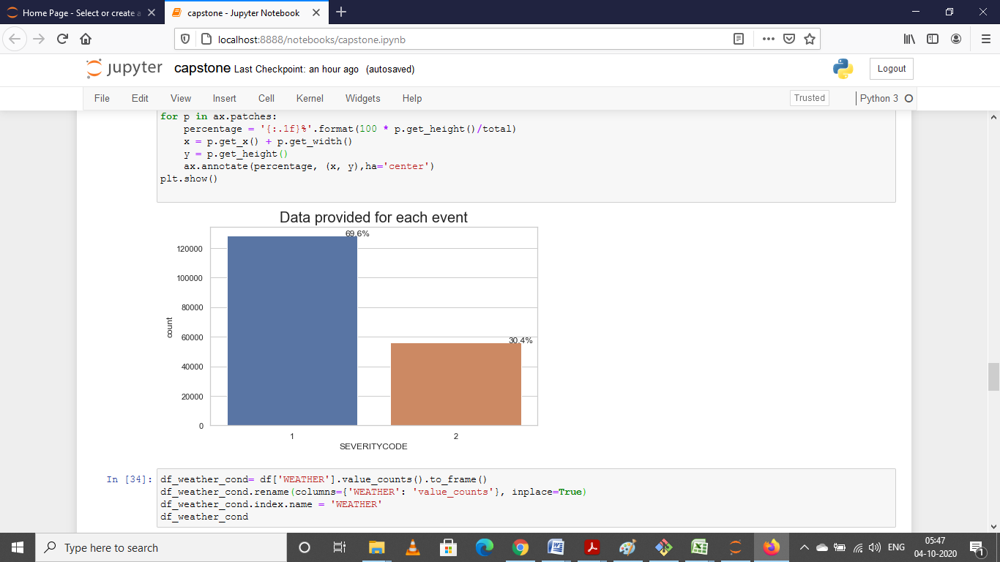 Home Page - Select or create a
capstone - Jupyter Notebook
localhost:8888/notebooks/capstone.ipynb
jupyter capstone Last Checkpoint: an hour ago (autosaved)
Logout
File Edit View Insert Cell Kernel Widgets Help
Trusted
Python 3
for p in ax.patches:
    percentage = '{:.1f}%'.format(100 * p.get_height()/total)
    x = p.get_x() + p.get_width()
    y = p.get_height()
    ax.annotate(percentage, (x, y),ha='center')
plt.show()
Data provided for each event
69.6%
120000
100000
80000
30.4%
60000
40000
20000
0
count
1 2
SEVERITYCODE
In [34]:
df_weather_cond= df['WEATHER'].value_counts().to_frame()
df_weather_cond.rename(columns={'WEATHER': 'value_counts'}, inplace=True)
df_weather_cond.index.name = 'WEATHER'
df_weather_cond
Type here to search
ENG
05:47
04-10-2020
1